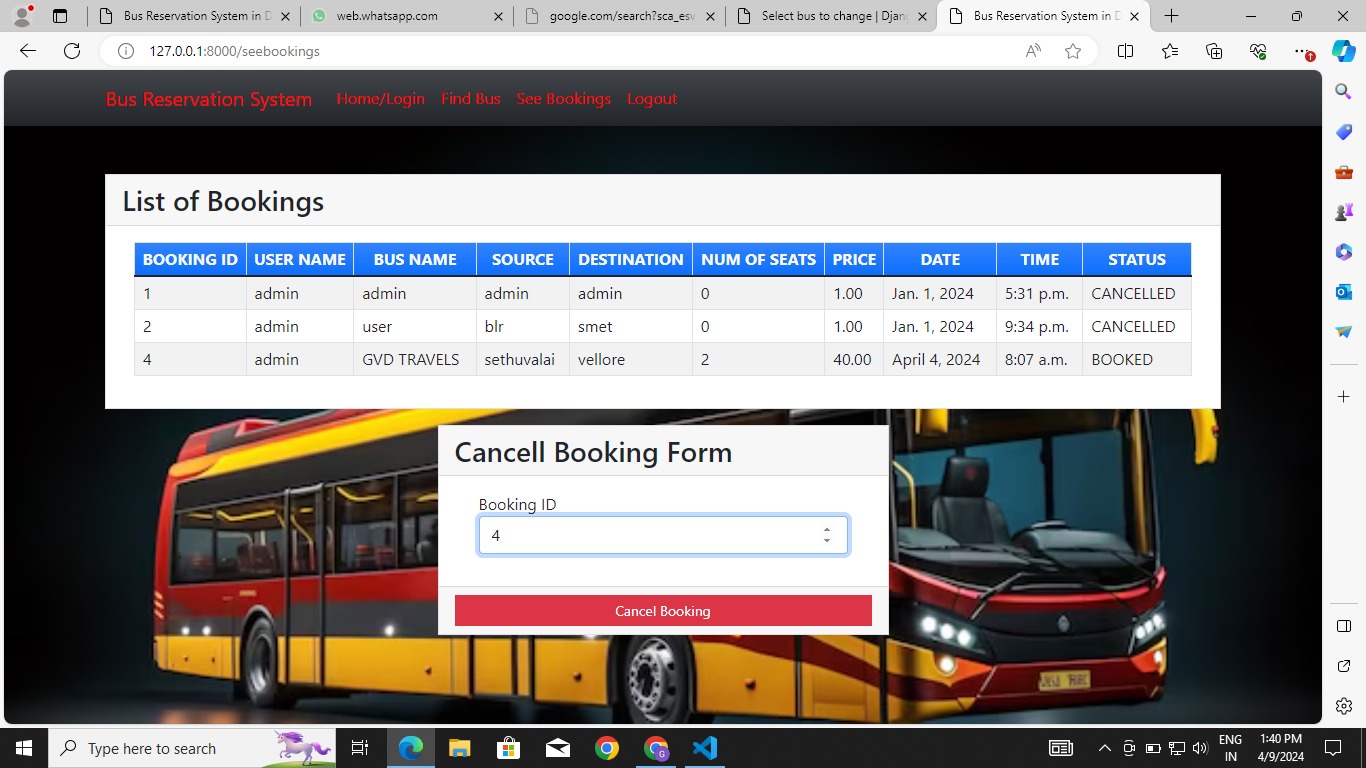 Bus Reservation System in D
web.whatsapp.com
google.com/search?sca_esv
Select bus to change | Djang
Bus Reservation System in D
127.0.0.1:8000/seebookings
Bus Reservation System Home/Login Find Bus See Bookings Logout
List of Bookings
BOOKING ID USER NAME BUS NAME SOURCE DESTINATION NUM OF SEATS PRICE DATE TIME STATUS
1 admin admin admin admin 0 1.00 Jan. 1, 2024 5:31 p.m. CANCELLED
2 admin user blr smet 0 1.00 Jan. 1, 2024 9:34 p.m. CANCELLED
4 admin GVD TRAVELS sethuvalai vellore 2 40.00 April 4, 2024 8:07 a.m. BOOKED
Cancell Booking Form
Booking ID
4
Cancel Booking
Type here to search
ENG
IN
1:40 PM
4/9/2024